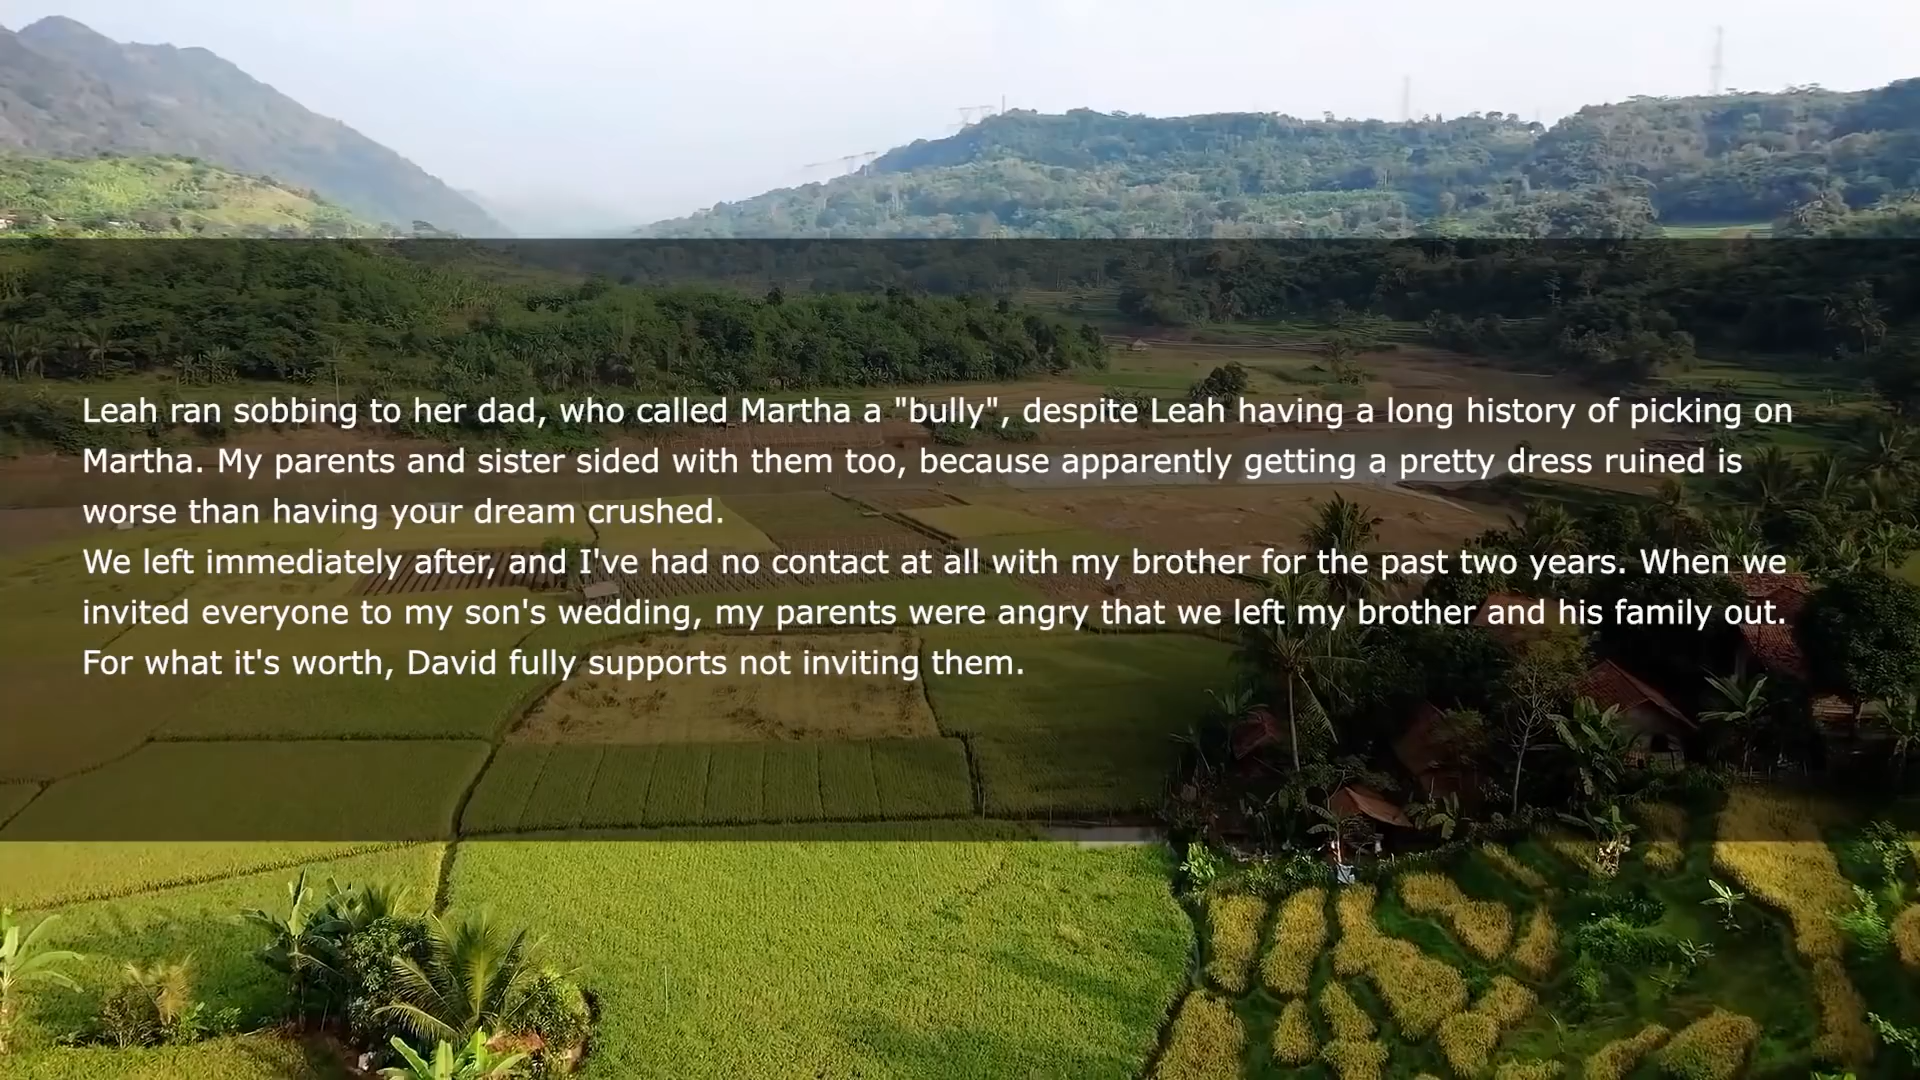 Leah ran sobbing to her dad, who called Martha a "bully", despite Leah having a long history of picking on
Martha. My parents and sister sided with them too, because apparently getting a pretty dress ruined is
worse than having your dream crushed.
We left immediately after, and I've had no contact at all with my brother for the past two years. When we
invited everyone to my son's wedding, my parents were angry that we left my brother and his family out.
For what it's worth, David fully supports not inviting them.